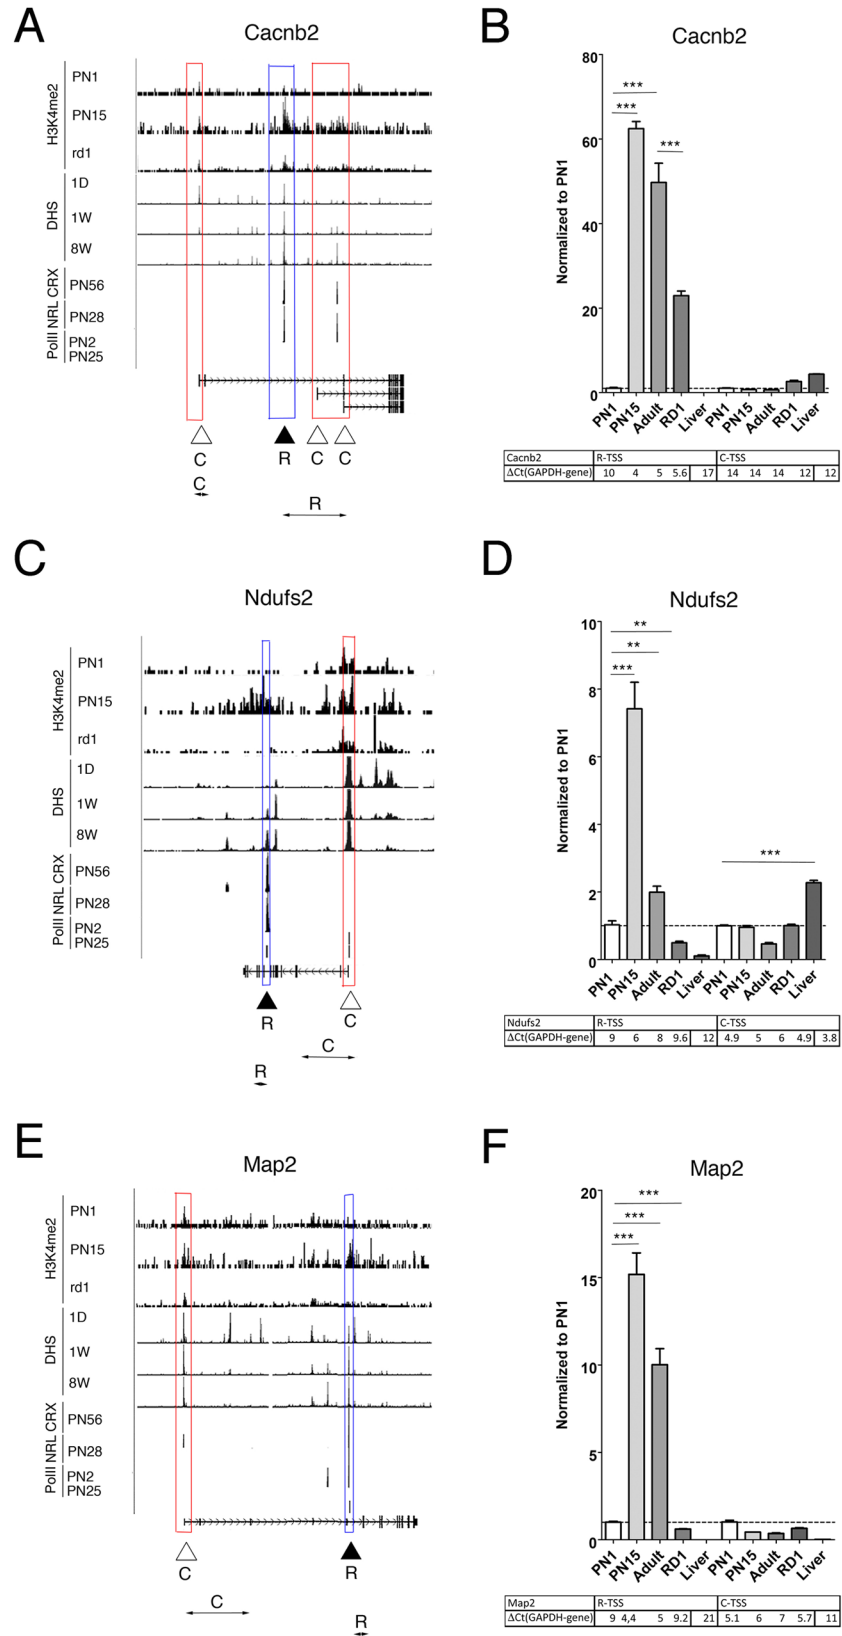 A
Cacnb2
H3K4me2
PN1
PN15
rd1
DHS
1D
1W
8W
PolII NRL CRX
PN56
PN28
PN2
PN25
C R C C
C
R
B
Cacnb2
Normalized to PN1
80
60
40
20
0
***
***
***
PN1 PN15 Adult RD1 Liver PN1 PN15 Adult RD1 Liver
Cacnb2 R-TSS C-TSS
ΔCt(GAPDH-gene) 10 4 5 5.6 17 14 14 14 12 12
C
Ndufs2
H3K4me2
PN1
PN15
rd1
DHS
1D
1W
8W
PolII NRL CRX
PN56
PN28
PN2
PN25
R C
C
R
D
Ndufs2
Normalized to PN1
10
8
6
4
2
0
**
**
***
***
PN1 PN15 Adult RD1 Liver PN1 PN15 Adult RD1 Liver
Ndufs2 R-TSS C-TSS
ΔCt(GAPDH-gene) 9 6 8 9.6 12 4.9 5 6 4.9 3.8
E
Map2
H3K4me2
PN1
PN15
rd1
DHS
1D
1W
8W
PolII NRL CRX
PN56
PN28
PN2
PN25
C R
C
R
F
Map2
Normalized to PN1
20
15
10
5
0
***
***
***
PN1 PN15 Adult RD1 Liver PN1 PN15 Adult RD1 Liver
Map2 R-TSS C-TSS
ΔCt(GAPDH-gene) 9 4,4 5 9.2 21 5.1 6 7 5.7 11